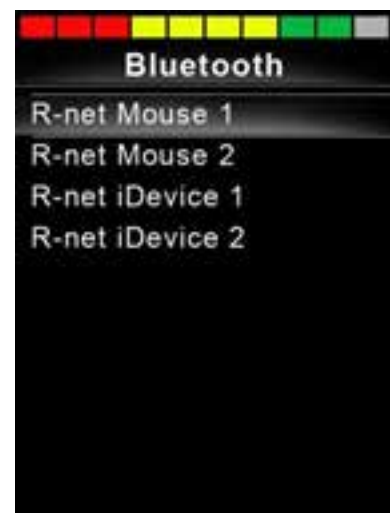 Bluetooth
R-net Mouse 1
R-net Mouse 2
R-net iDevice 1
R-net iDevice 2